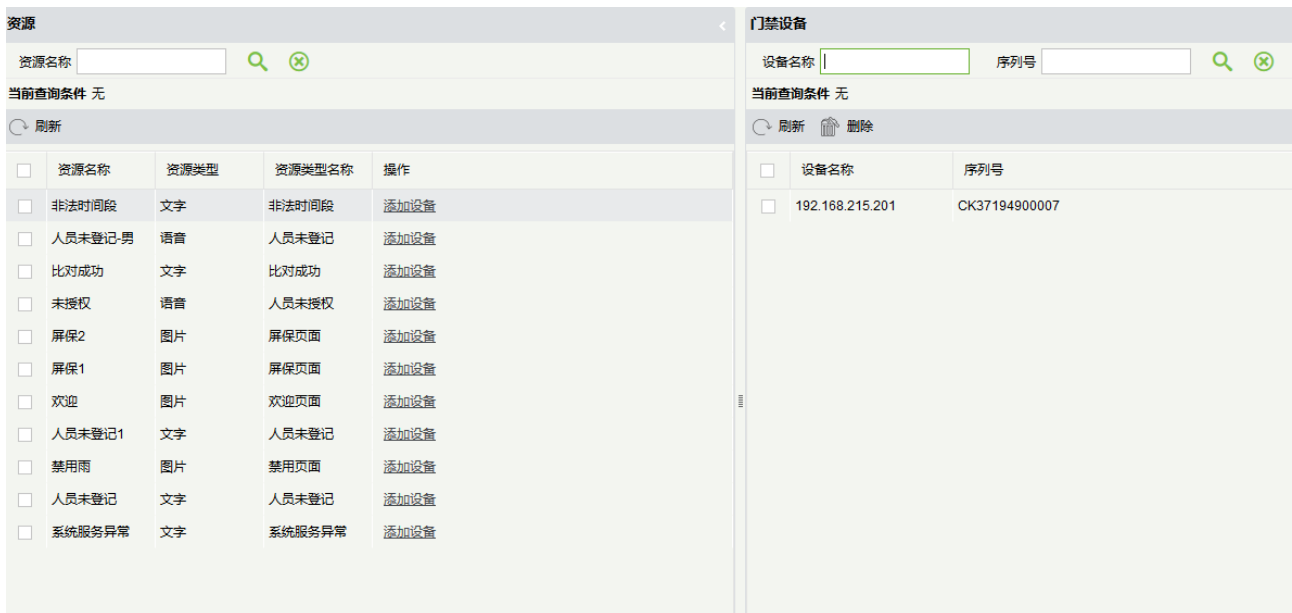 资源
资源名称
当前查询条件 无
刷新
资源名称 资源类型 资源类型名称 操作
非法时间段 文字 非法时间段 添加设备
人员未登记-男 语音 人员未登记 添加设备
比对成功 文字 比对成功 添加设备
未授权 语音 人员未授权 添加设备
屏保2 图片 屏保页面 添加设备
屏保1 图片 屏保页面 添加设备
欢迎 图片 欢迎页面 添加设备
人员未登记1 文字 人员未登记 添加设备
禁用雨 图片 禁用页面 添加设备
人员未登记 文字 人员未登记 添加设备
系统服务异常 文字 系统服务异常 添加设备
门禁设备
设备名称 序列号
当前查询条件 无
刷新 删除
设备名称 序列号
192.168.215.201 CK37194900007